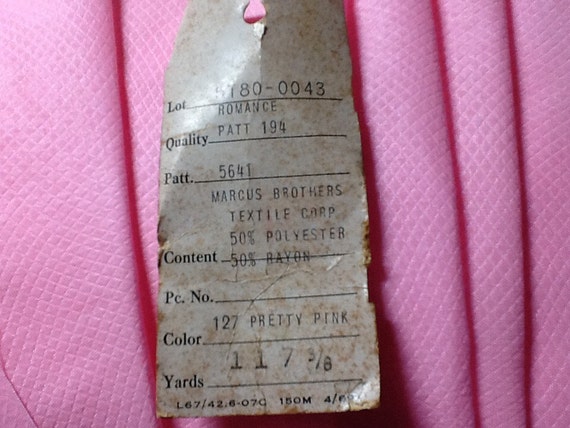 Lot 4180-0043
ROMANCE
Quality PATT 194
Patt. 5641
MARCUS BROTHERS
TEXTILE CORP
50% POLYESTER
Content 50% RAYON
Pc. No.
Color 127 PRETTY PINK
Yards 117 3/8
L67/42.6-07C 150M